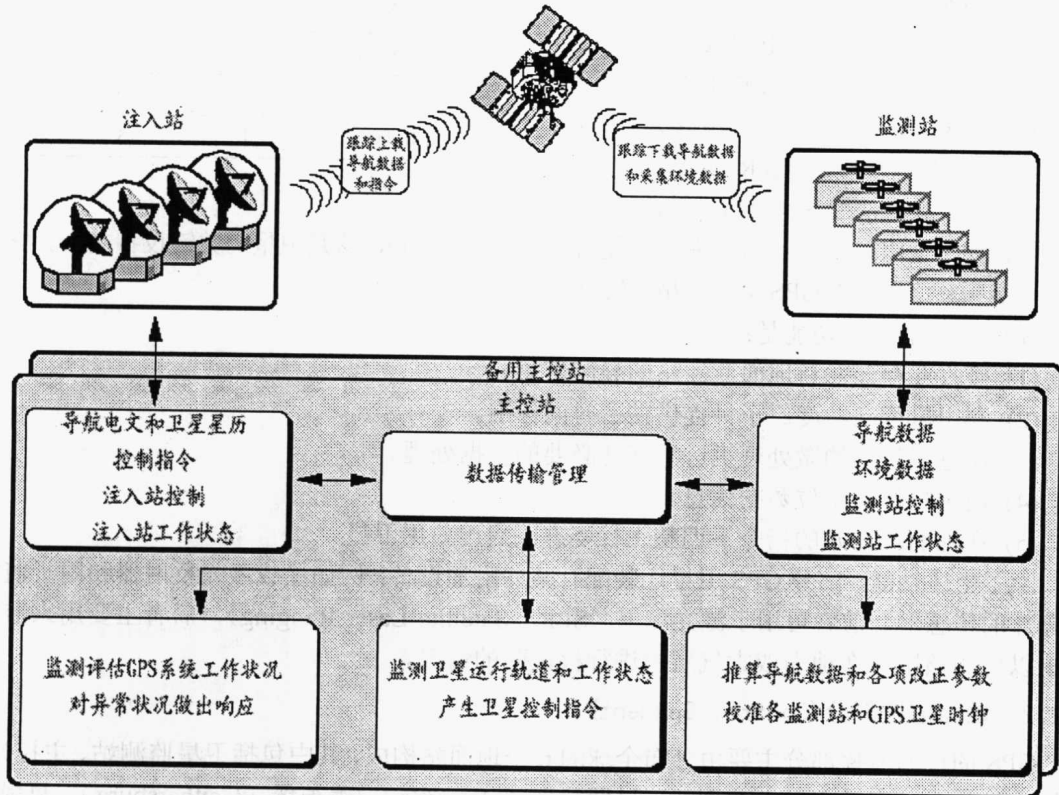 注入站
监测站
跟踪上载
导航数据
和指令
跟踪下载导航数据
和采集环境数据
备用主控站
主控站
导航电文和卫星星历
控制指令
注入站控制
注入站工作状态
数据传输管理
导航数据
环境数据
监测站控制
监测站工作状态
监测评估GPS系统工作状况
对异常状况做出响应
监测卫星运行轨道和工作状态
产生卫星控制指令
推算导航数据和各项改正参数
校准各监测站和GPS卫星时钟